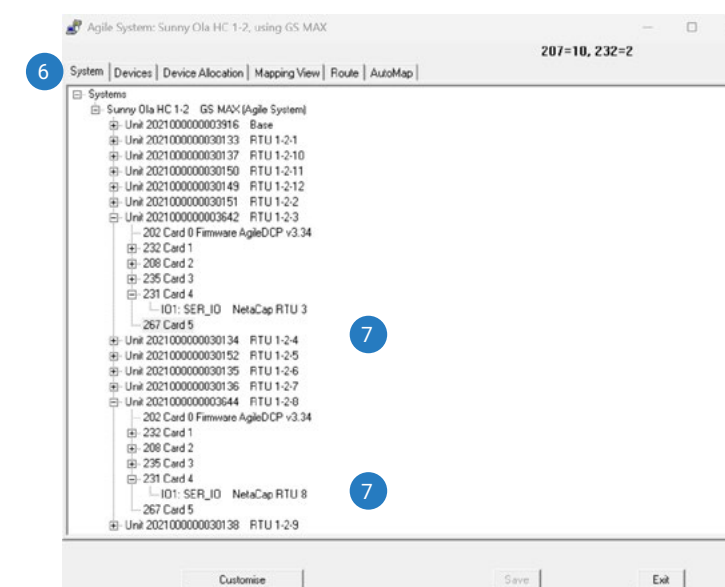 Agile System: Sunny Ola HC 1-2, using GS MAX
207=10, 232=2
6
System Devices Device Allocation Mapping View Route AutoMap
Systems
Sunny Ola HC 1-2 GS MAX (Agile System)
Unit 2021000000003916 Base
Unit 2021000000030133 RTU 1-2-1
Unit 2021000000030137 RTU 1-2-10
Unit 2021000000030150 RTU 1-2-11
Unit 2021000000030149 RTU 1-2-12
Unit 2021000000030151 RTU 1-2-2
Unit 2021000000003642 RTU 1-2-3
202 Card 0 Firmware AgileDCP v3.34
232 Card 1
208 Card 2
235 Card 3
231 Card 4
IO1: SER_IO NetaCap RTU 3
267 Card 5
7
Unit 2021000000030134 RTU 1-2-4
Unit 2021000000030152 RTU 1-2-5
Unit 2021000000030135 RTU 1-2-6
Unit 2021000000030136 RTU 1-2-7
Unit 2021000000003644 RTU 1-2-8
202 Card 0 Firmware AgileDCP v3.34
232 Card 1
208 Card 2
235 Card 3
231 Card 4
IO1: SER_IO NetaCap RTU 8
7
267 Card 5
Unit 2021000000030138 RTU 1-2-9
Customise Save Exit